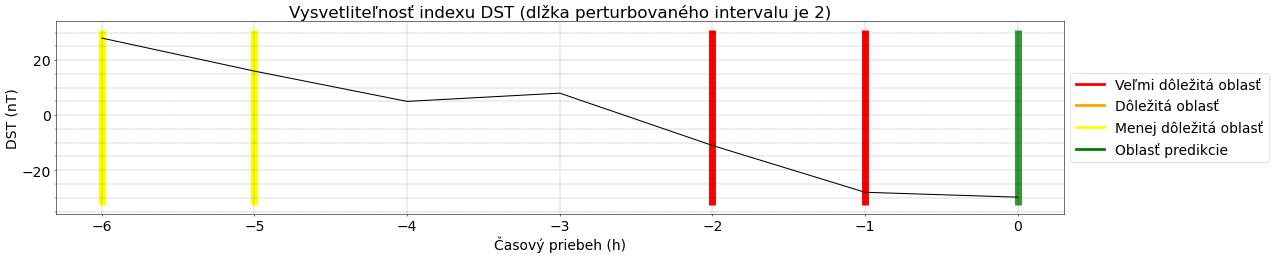 Vysvetliteľnosť indexu DST (dĺžka perturbovaného intervalu je 2)
DST (nT)
20
0
−20
−6 −5 −4 −3 −2 −1 0
Časový priebeh (h)
Veľmi dôležitá oblasť
Dôležitá oblasť
Menej dôležitá oblasť
Oblasť predikcie